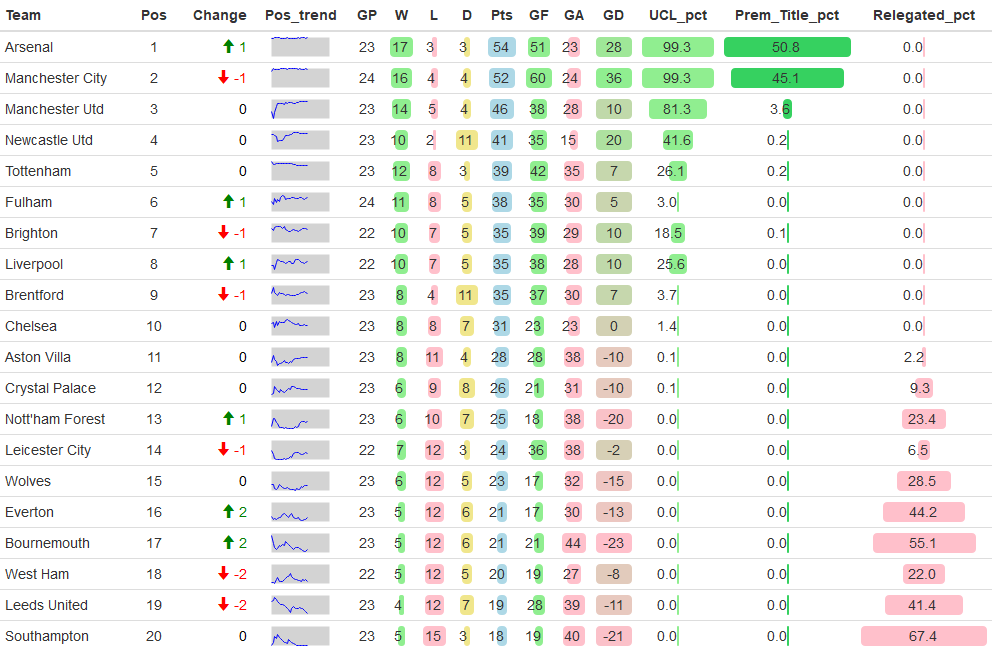 Team Pos Change Pos_trend GP W L D Pts GF GA GD UCL_pct Prem_Title_pct Relegated_pct
Arsenal 1 1 23 17 3 3 54 51 23 28 99.3 50.8 0.0
Manchester City 2 -1 24 16 4 4 52 60 24 36 99.3 45.1 0.0
Manchester Utd 3 0 23 14 5 4 46 38 28 10 81.3 3.6 0.0
Newcastle Utd 4 0 23 10 2 11 41 35 15 20 41.6 0.2 0.0
Tottenham 5 0 23 12 8 3 39 42 35 7 26.1 0.2 0.0
Fulham 6 1 24 11 8 5 38 35 30 5 3.0 0.0 0.0
Brighton 7 -1 22 10 7 5 35 39 29 10 18.5 0.1 0.0
Liverpool 8 1 22 10 7 5 35 38 28 10 25.6 0.0 0.0
Brentford 9 -1 23 8 4 11 35 37 30 7 3.7 0.0 0.0
Chelsea 10 0 23 8 8 7 31 23 23 0 1.4 0.0 0.0
Aston Villa 11 0 23 8 11 4 28 28 38 -10 0.1 0.0 2.2
Crystal Palace 12 0 23 6 9 8 26 21 31 -10 0.1 0.0 9.3
Nott'ham Forest 13 1 23 6 10 7 25 18 38 -20 0.0 0.0 23.4
Leicester City 14 -1 22 7 12 3 24 36 38 -2 0.0 0.0 6.5
Wolves 15 0 23 6 12 5 23 17 32 -15 0.0 0.0 28.5
Everton 16 2 23 5 12 6 21 17 30 -13 0.0 0.0 44.2
Bournemouth 17 2 23 5 12 6 21 21 44 -23 0.0 0.0 55.1
West Ham 18 -2 22 5 12 5 20 19 27 -8 0.0 0.0 22.0
Leeds United 19 -2 23 4 12 7 19 28 39 -11 0.0 0.0 41.4
Southampton 20 0 23 5 15 3 18 19 40 -21 0.0 0.0 67.4